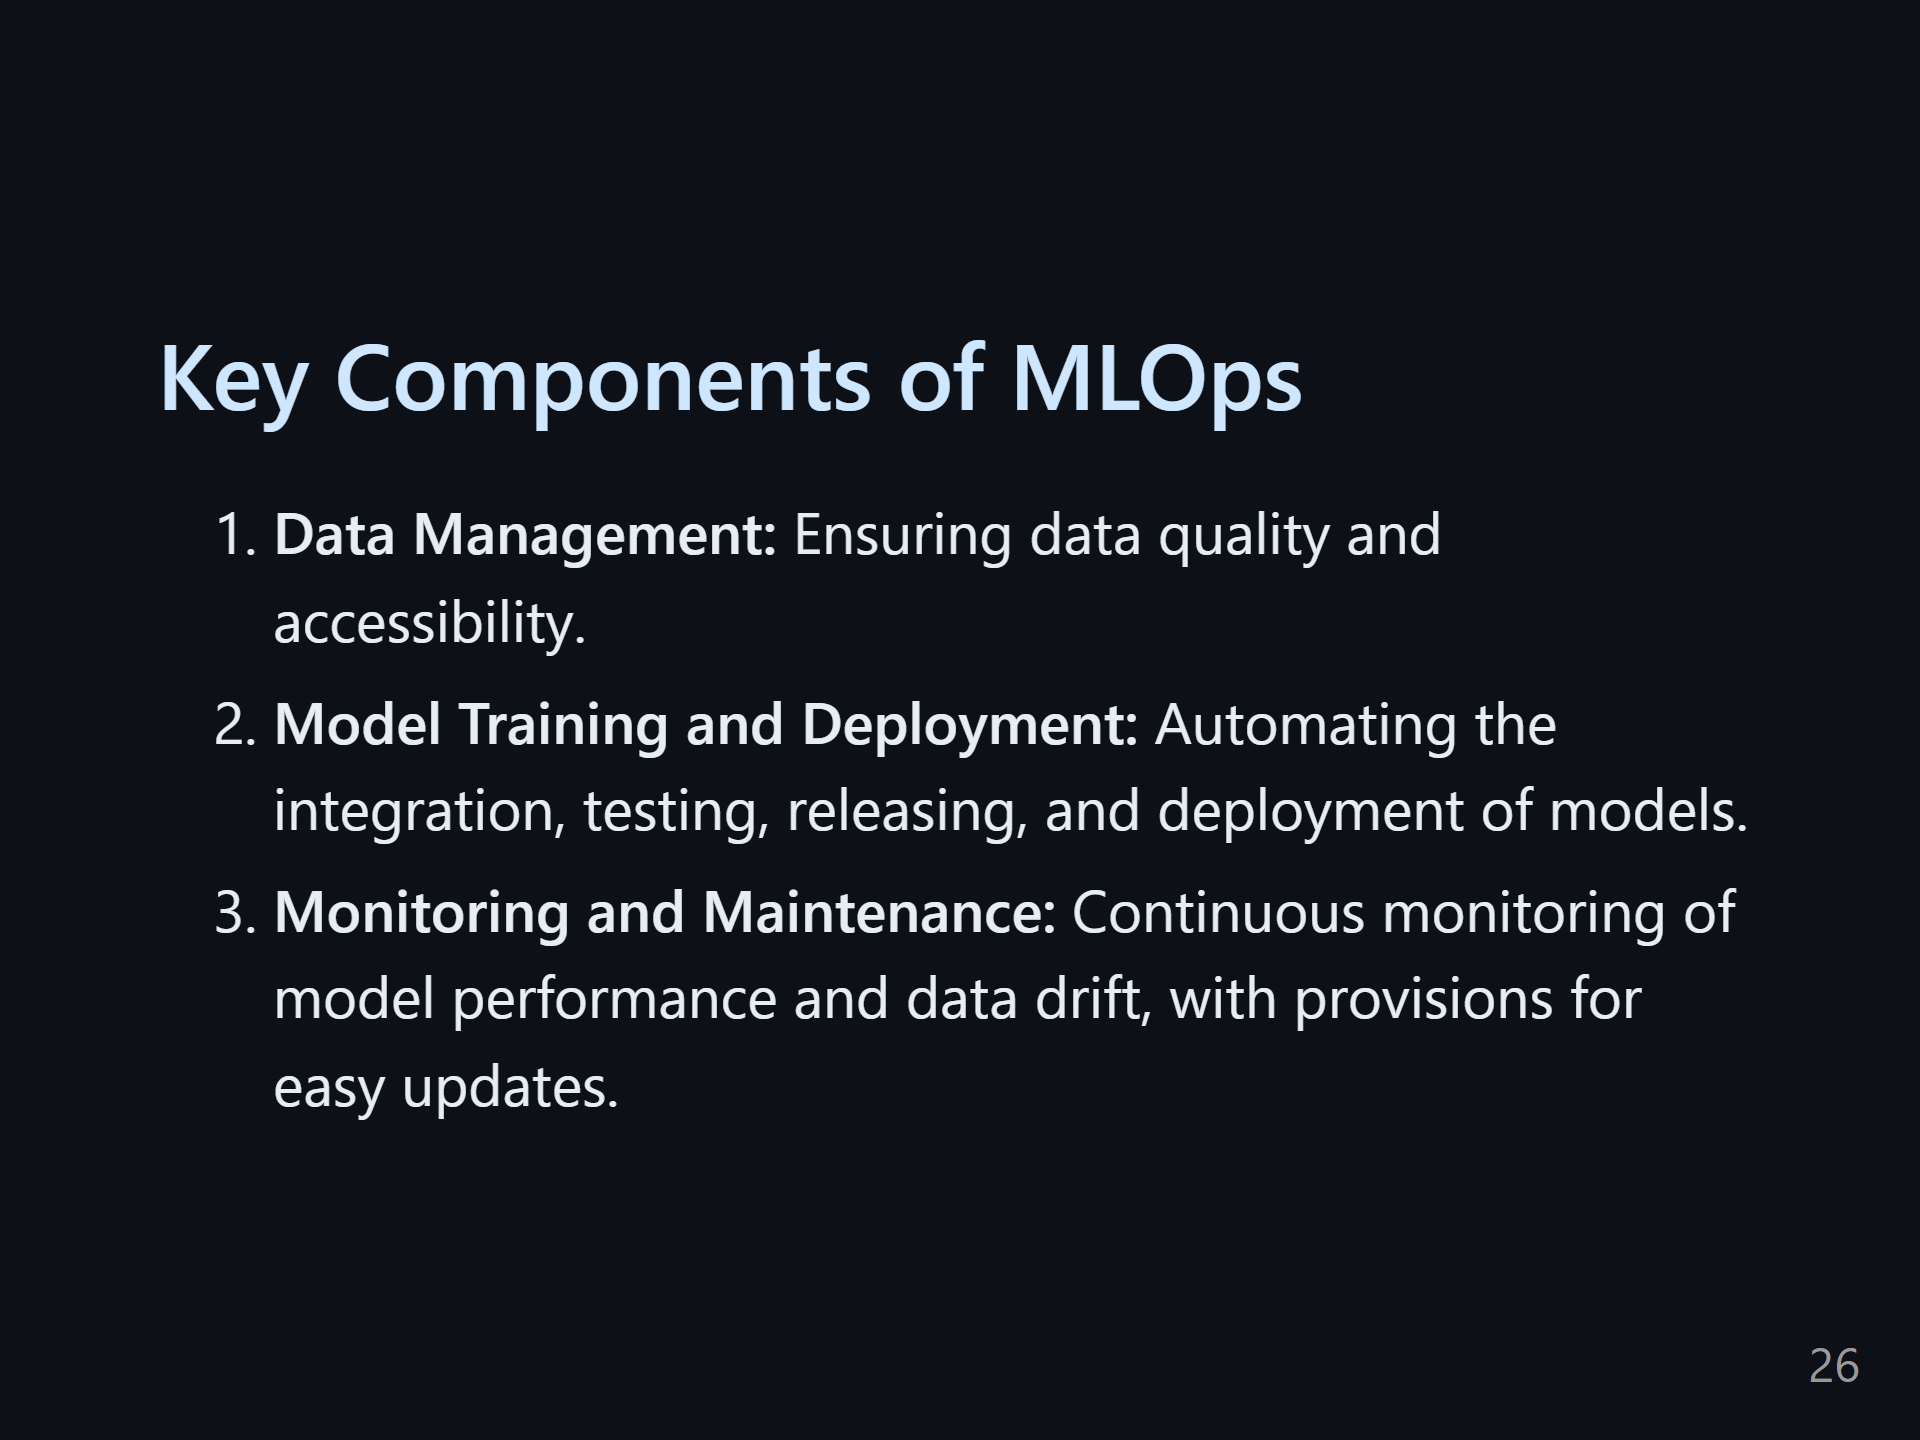 Key Components of MLOps
1. Data Management: Ensuring data quality and
accessibility.
2. Model Training and Deployment: Automating the
integration, testing, releasing, and deployment of models.
3. Monitoring and Maintenance: Continuous monitoring of
model performance and data drift, with provisions for
easy updates.
26